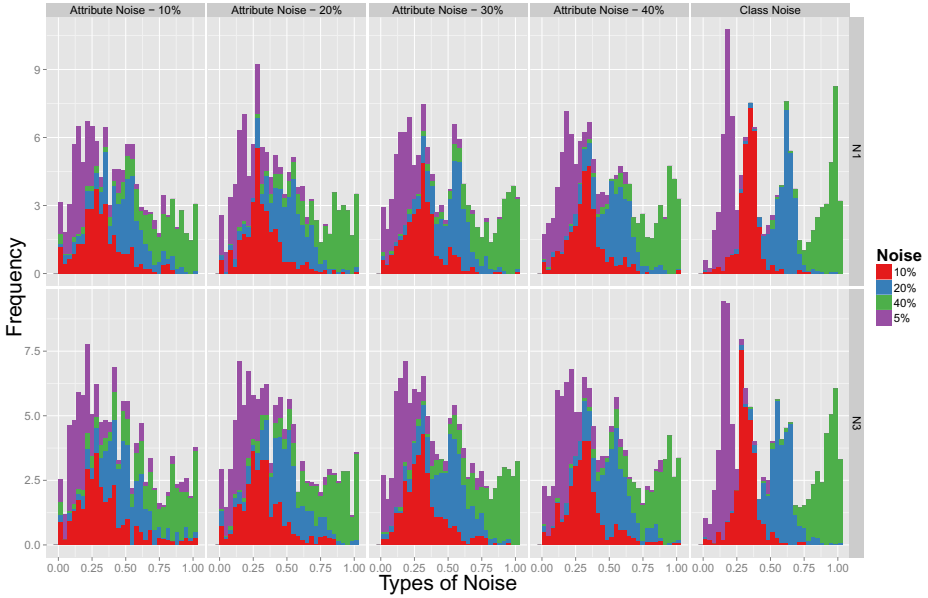 Attribute Noise − 10%
Attribute Noise − 20%
Attribute Noise − 30%
Attribute Noise − 40%
Class Noise
9
6
3
0
N1
7.5
5.0
2.5
0.0
N3
0.00 0.25 0.50 0.75 1.00
0.00 0.25 0.50 0.75 1.00
0.00 0.25 0.50 0.75 1.00
0.00 0.25 0.50 0.75 1.00
0.00 0.25 0.50 0.75 1.00
Types of Noise
Frequency
Noise
10%
20%
40%
5%